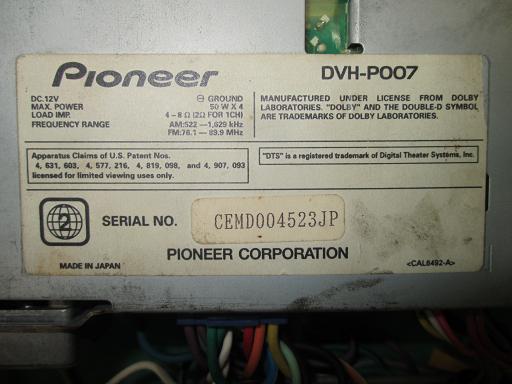 Pioneer
DVH-P007
DC.12V ⊖ GROUND
MAX. POWER 50 W X 4
LOAD IMP. 4 – 8 Ω (2Ω FOR 1CH)
FREQUENCY RANGE AM:522 —1,629 kHz
FM:76.1— 89.9 MHz
MANUFACTURED UNDER LICENSE FROM DOLBY
LABORATORIES. "DOLBY" AND THE DOUBLE-D SYMBOL
ARE TRADEMARKS OF DOLBY LABORATORIES.
Apparatus Claims of U.S. Patent Nos.
4, 631, 603, 4, 577, 216, 4, 819, 098, and 4, 907, 093
licensed for limited viewing uses only.
"DTS" is a registered trademark of Digital Theater Systems, Inc.
2
SERIAL NO. CEMD004523JP
PIONEER CORPORATION
MADE IN JAPAN
<CAL6492-A>